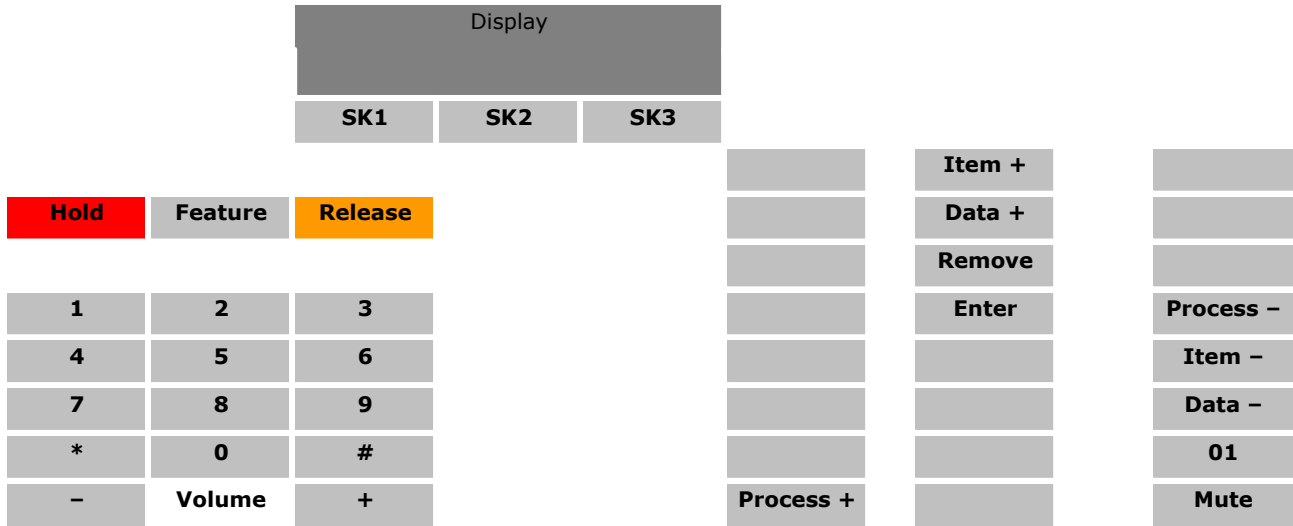 Display
SK1 SK2 SK3
Item +
Hold Feature Release Data +
Remove
1 2 3 Enter Process –
4 5 6 Item –
7 8 9 Data –
* 0 # 01
– Volume + Process + Mute